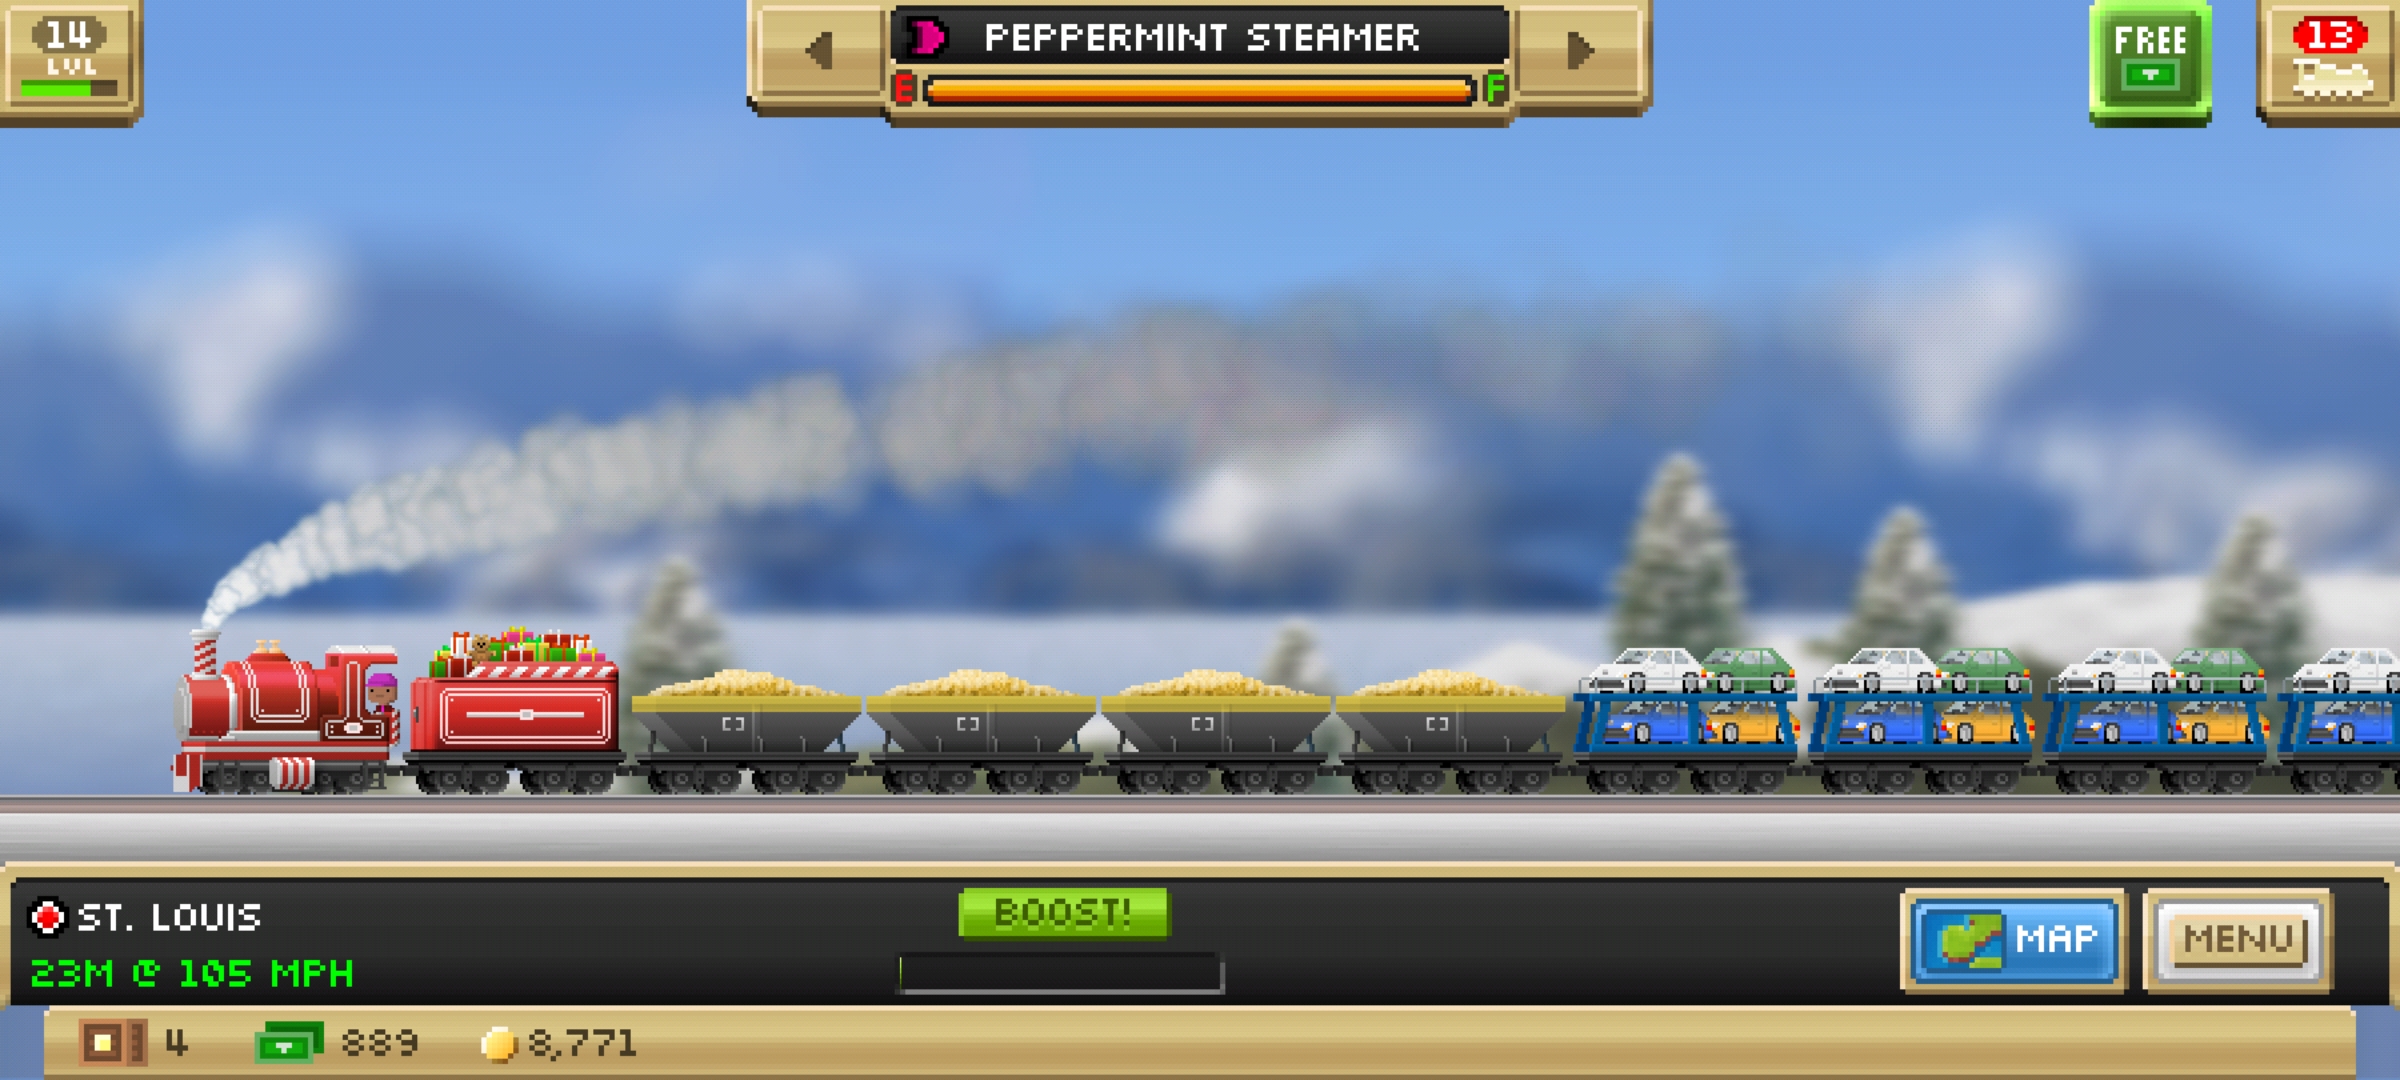 14
LVL
PEPPERMINT STEAMER
E F
FREE
13
ST. LOUIS
23M @ 105 MPH
BOOST!
MAP
MENU
4
889
8,771